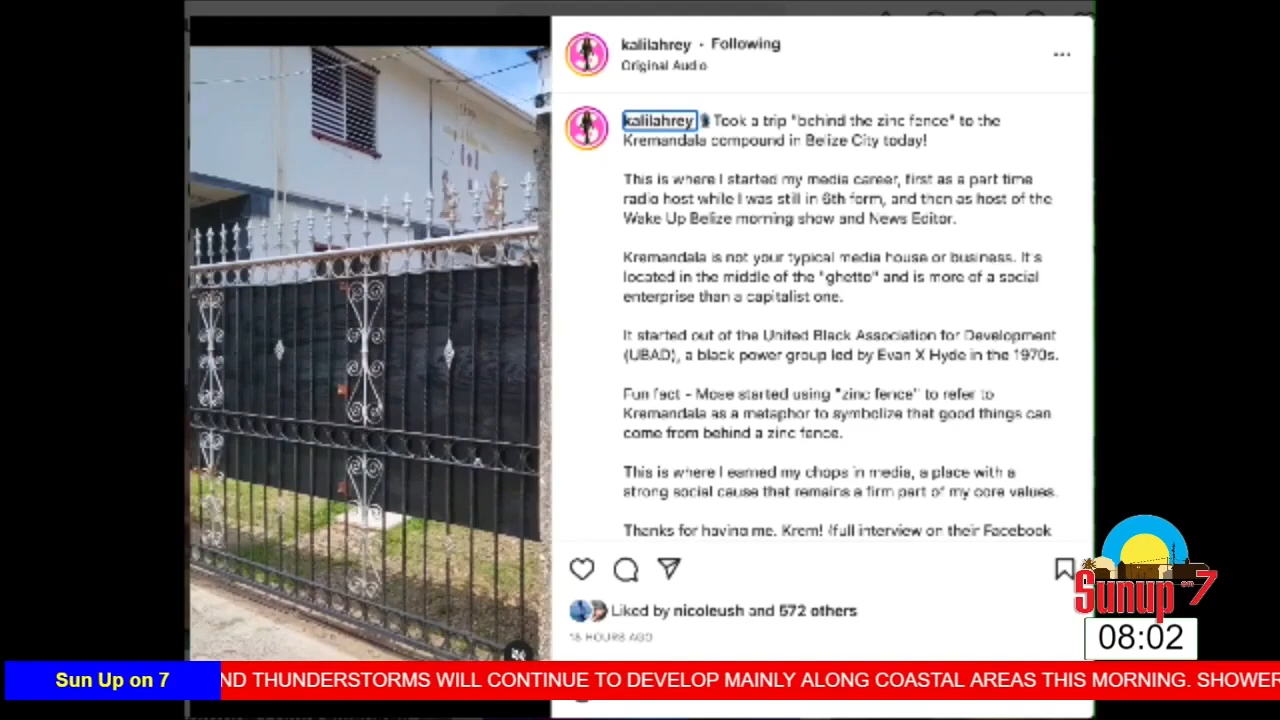 kalilahrey • Following
Original Audio
kalilahrey Took a trip "behind the zinc fence" to the
Kremandala compound in Belize City today!
This is where I started my media career, first as a part time
radio host while I was still in 6th form, and then as host of the
Wake Up Belize morning show and News Editor.
Kremandala is not your typical media house or business. It's
located in the middle of the "ghetto" and is more of a social
enterprise than a capitalist one.
It started out of the United Black Association for Development
(UBAD), a black power group led by Evan X Hyde in the 1970s.
Fun fact - Mose started using "zinc fence" to refer to
Kremandala as a metaphor to symbolize that good things can
come from behind a zinc fence.
This is where I earned my chops in media, a place with a
strong social cause that remains a firm part of my core values.
Thanks for having me, Krem! (full interview on their Facebook
Liked by nicoleush and 572 others
18 HOURS AGO
Sunup on 7
08:02
Sun Up on 7
ND THUNDERSTORMS WILL CONTINUE TO DEVELOP MAINLY ALONG COASTAL AREAS THIS MORNING. SHOWER